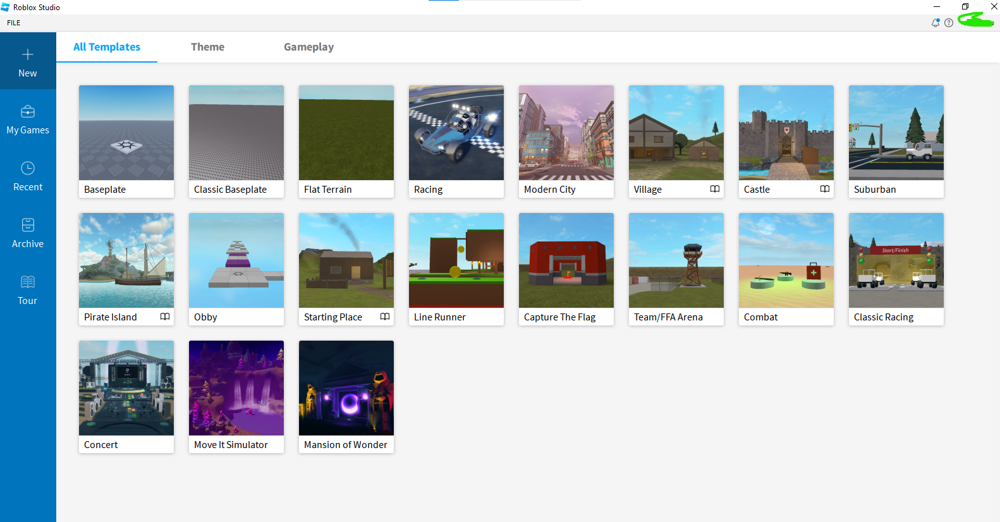 Roblox Studio
FILE
All Templates Theme Gameplay
New
My Games
Recent
Archive
Tour
Baseplate Classic Baseplate Flat Terrain Racing Modern City Village Castle Suburban
Start/Finish
Pirate Island Obby Starting Place Line Runner Capture The Flag Team/FFA Arena Combat Classic Racing
Concert Move It Simulator Mansion of Wonder